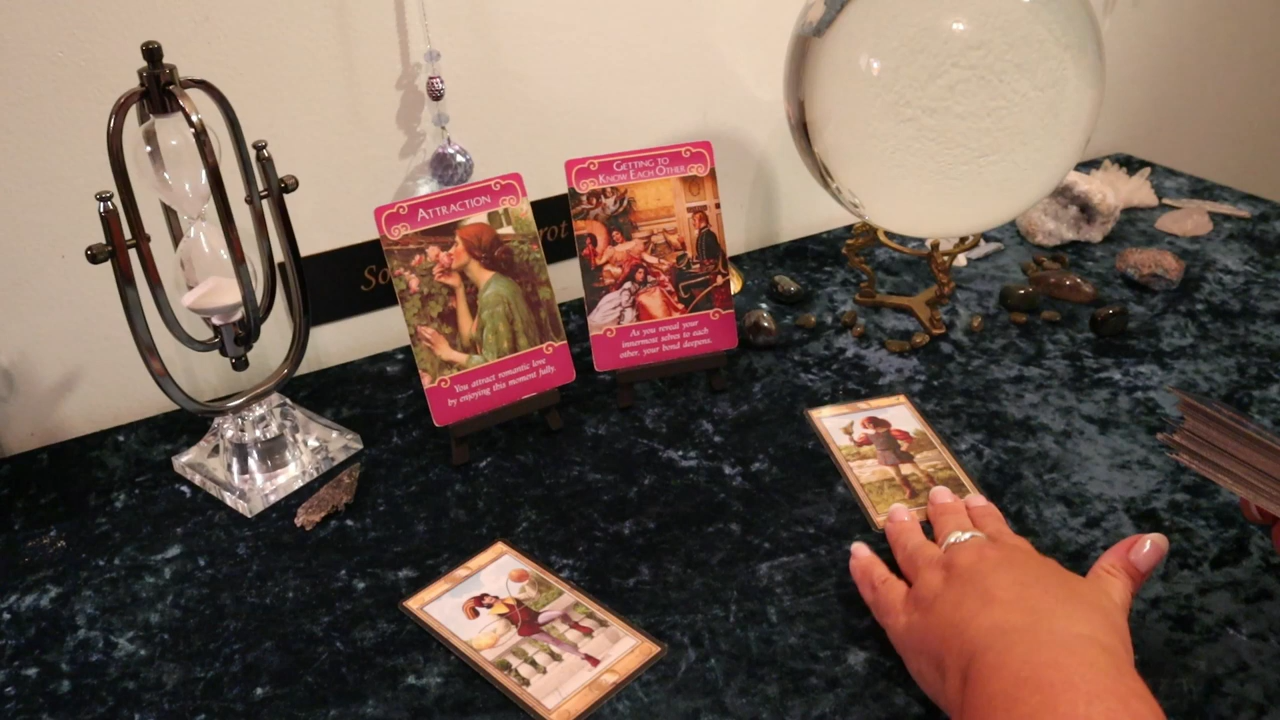 ATTRACTION
You attract romantic love
by enjoying this moment fully.
GETTING TO
KNOW EACH OTHER
As you reveal your
innermost selves to each
other, your bond deepens.